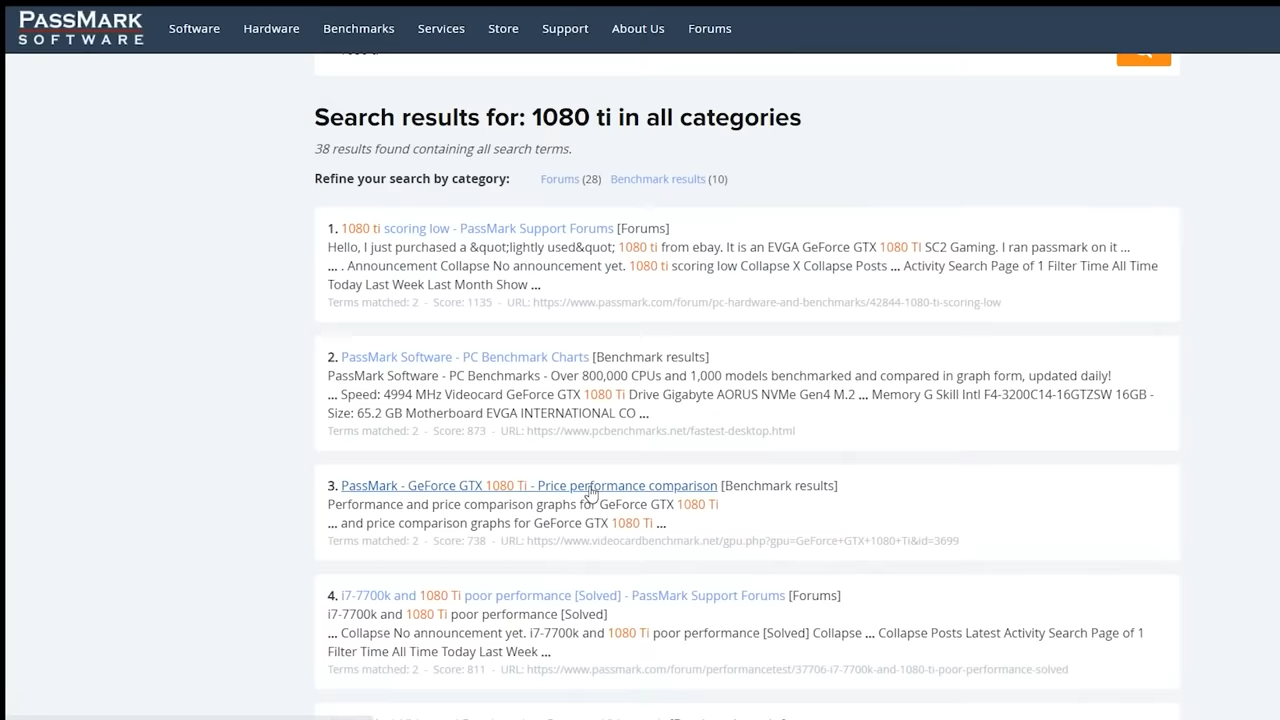 PASSMARK
SOFTWARE
Software Hardware Benchmarks Services Store Support About Us Forums
Search results for: 1080 ti in all categories
38 results found containing all search terms.
Refine your search by category: Forums (28) Benchmark results (10)
1. 1080 ti scoring low - PassMark Support Forums [Forums]
Hello, I just purchased a &quot;lightly used&quot; 1080 ti from ebay. It is an EVGA GeForce GTX 1080 TI SC2 Gaming. I ran passmark on it ...
... . Announcement Collapse No announcement yet. 1080 ti scoring low Collapse X Collapse Posts ... Activity Search Page of 1 Filter Time All Time
Today Last Week Last Month Show ...
Terms matched: 2 - Score: 1135 - URL: https://www.passmark.com/forum/pc-hardware-and-benchmarks/42844-1080-ti-scoring-low
2. PassMark Software - PC Benchmark Charts [Benchmark results]
PassMark Software - PC Benchmarks - Over 800,000 CPUs and 1,000 models benchmarked and compared in graph form, updated daily!
... Speed: 4994 MHz Videocard GeForce GTX 1080 Ti Drive Gigabyte AORUS NVMe Gen4 M.2 ... Memory G Skill Intl F4-3200C14-16GTZSW 16GB -
Size: 65.2 GB Motherboard EVGA INTERNATIONAL CO ...
Terms matched: 2 - Score: 873 - URL: https://www.pcbenchmarks.net/fastest-desktop.html
3. PassMark - GeForce GTX 1080 Ti - Price performance comparison [Benchmark results]
Performance and price comparison graphs for GeForce GTX 1080 Ti
... and price comparison graphs for GeForce GTX 1080 Ti ...
Terms matched: 2 - Score: 738 - URL: https://www.videocardbenchmark.net/gpu.php?gpu=GeForce+GTX+1080+Ti&id=3699
4. i7-7700k and 1080 Ti poor performance [Solved] - PassMark Support Forums [Forums]
i7-7700k and 1080 Ti poor performance [Solved]
... Collapse No announcement yet. i7-7700k and 1080 Ti poor performance [Solved] Collapse ... Collapse Posts Latest Activity Search Page of 1
Filter Time All Time Today Last Week ...
Terms matched: 2 - Score: 811 - URL: https://www.passmark.com/forum/performancetest/37706-i7-7700k-and-1080-ti-poor-performance-solved